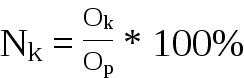 Nₖ = Oₖ/Oₚ * 100%